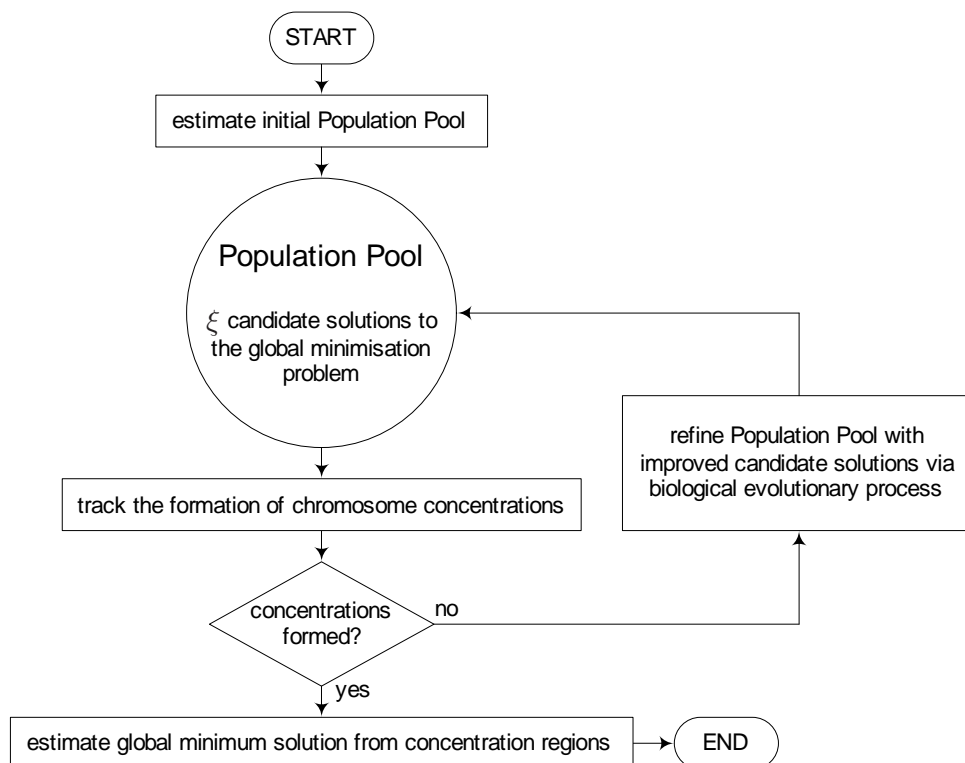 START
estimate initial Population Pool
Population Pool
ξ candidate solutions to
the global minimisation
problem
refine Population Pool with
improved candidate solutions via
biological evolutionary process
track the formation of chromosome concentrations
concentrations
formed?
no
yes
estimate global minimum solution from concentration regions
END